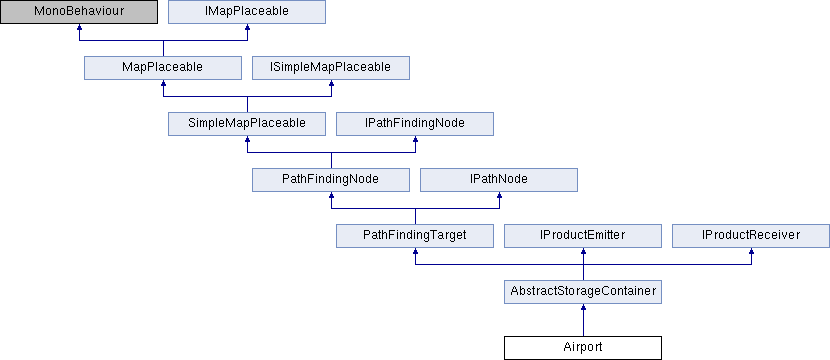 MonoBehaviour
IMapPlaceable
MapPlaceable
ISimpleMapPlaceable
SimpleMapPlaceable
IPathFindingNode
PathFindingNode
IPathNode
PathFindingTarget
IProductEmitter
IProductReceiver
AbstractStorageContainer
Airport